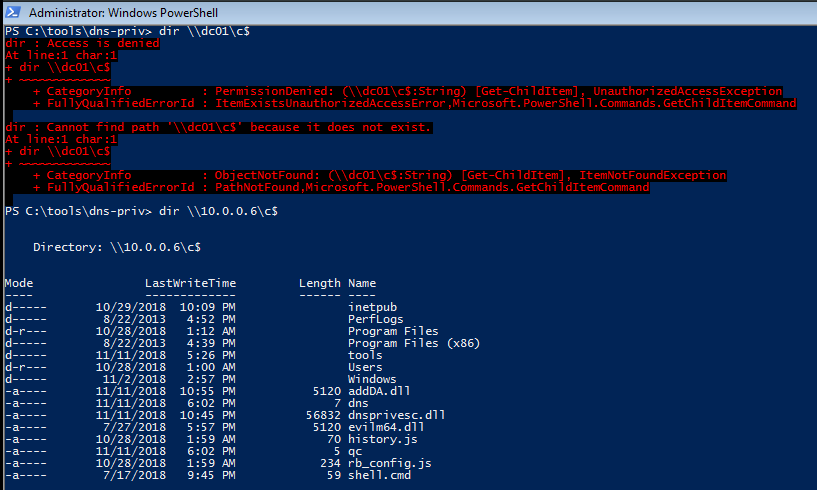 Administrator: Windows PowerShell
PS C:\tools\dns-priv> dir \\dc01\c$
dir : Access is denied
At line:1 char:1
+ dir \\dc01\c$
+ ~~~~~~~~~~~~~
    + CategoryInfo          : PermissionDenied: (\\dc01\c$:String) [Get-ChildItem], UnauthorizedAccessException
    + FullyQualifiedErrorId : ItemExistsUnauthorizedAccessError,Microsoft.PowerShell.Commands.GetChildItemCommand
dir : Cannot find path '\\dc01\c$' because it does not exist.
At line:1 char:1
+ dir \\dc01\c$
+ ~~~~~~~~~~~~~
    + CategoryInfo          : ObjectNotFound: (\\dc01\c$:String) [Get-ChildItem], ItemNotFoundException
    + FullyQualifiedErrorId : PathNotFound,Microsoft.PowerShell.Commands.GetChildItemCommand
PS C:\tools\dns-priv> dir \\10.0.0.6\c$
    Directory: \\10.0.0.6\c$
Mode                LastWriteTime         Length Name
----                -------------         ------ ----
d-----       10/29/2018  10:09 PM                inetpub
d-----        8/22/2013   4:52 PM                PerfLogs
d-r---       10/28/2018   1:12 AM                Program Files
d-----        8/22/2013   4:39 PM                Program Files (x86)
d-----       11/11/2018   5:26 PM                tools
d-r---       10/28/2018   1:00 AM                Users
d-----        11/2/2018   2:57 PM                Windows
-a----       11/11/2018  10:55 PM           5120 addDA.dll
-a----       11/11/2018   6:02 PM              7 dns
-a----       11/11/2018  10:45 PM          56832 dnsprivesc.dll
-a----        7/27/2018   5:57 PM           5120 evilm64.dll
-a----       10/28/2018   1:59 AM             70 history.js
-a----       11/11/2018   6:02 PM              5 qc
-a----       10/28/2018   1:59 AM            234 rb_config.js
-a----        7/17/2018   9:45 PM             59 shell.cmd